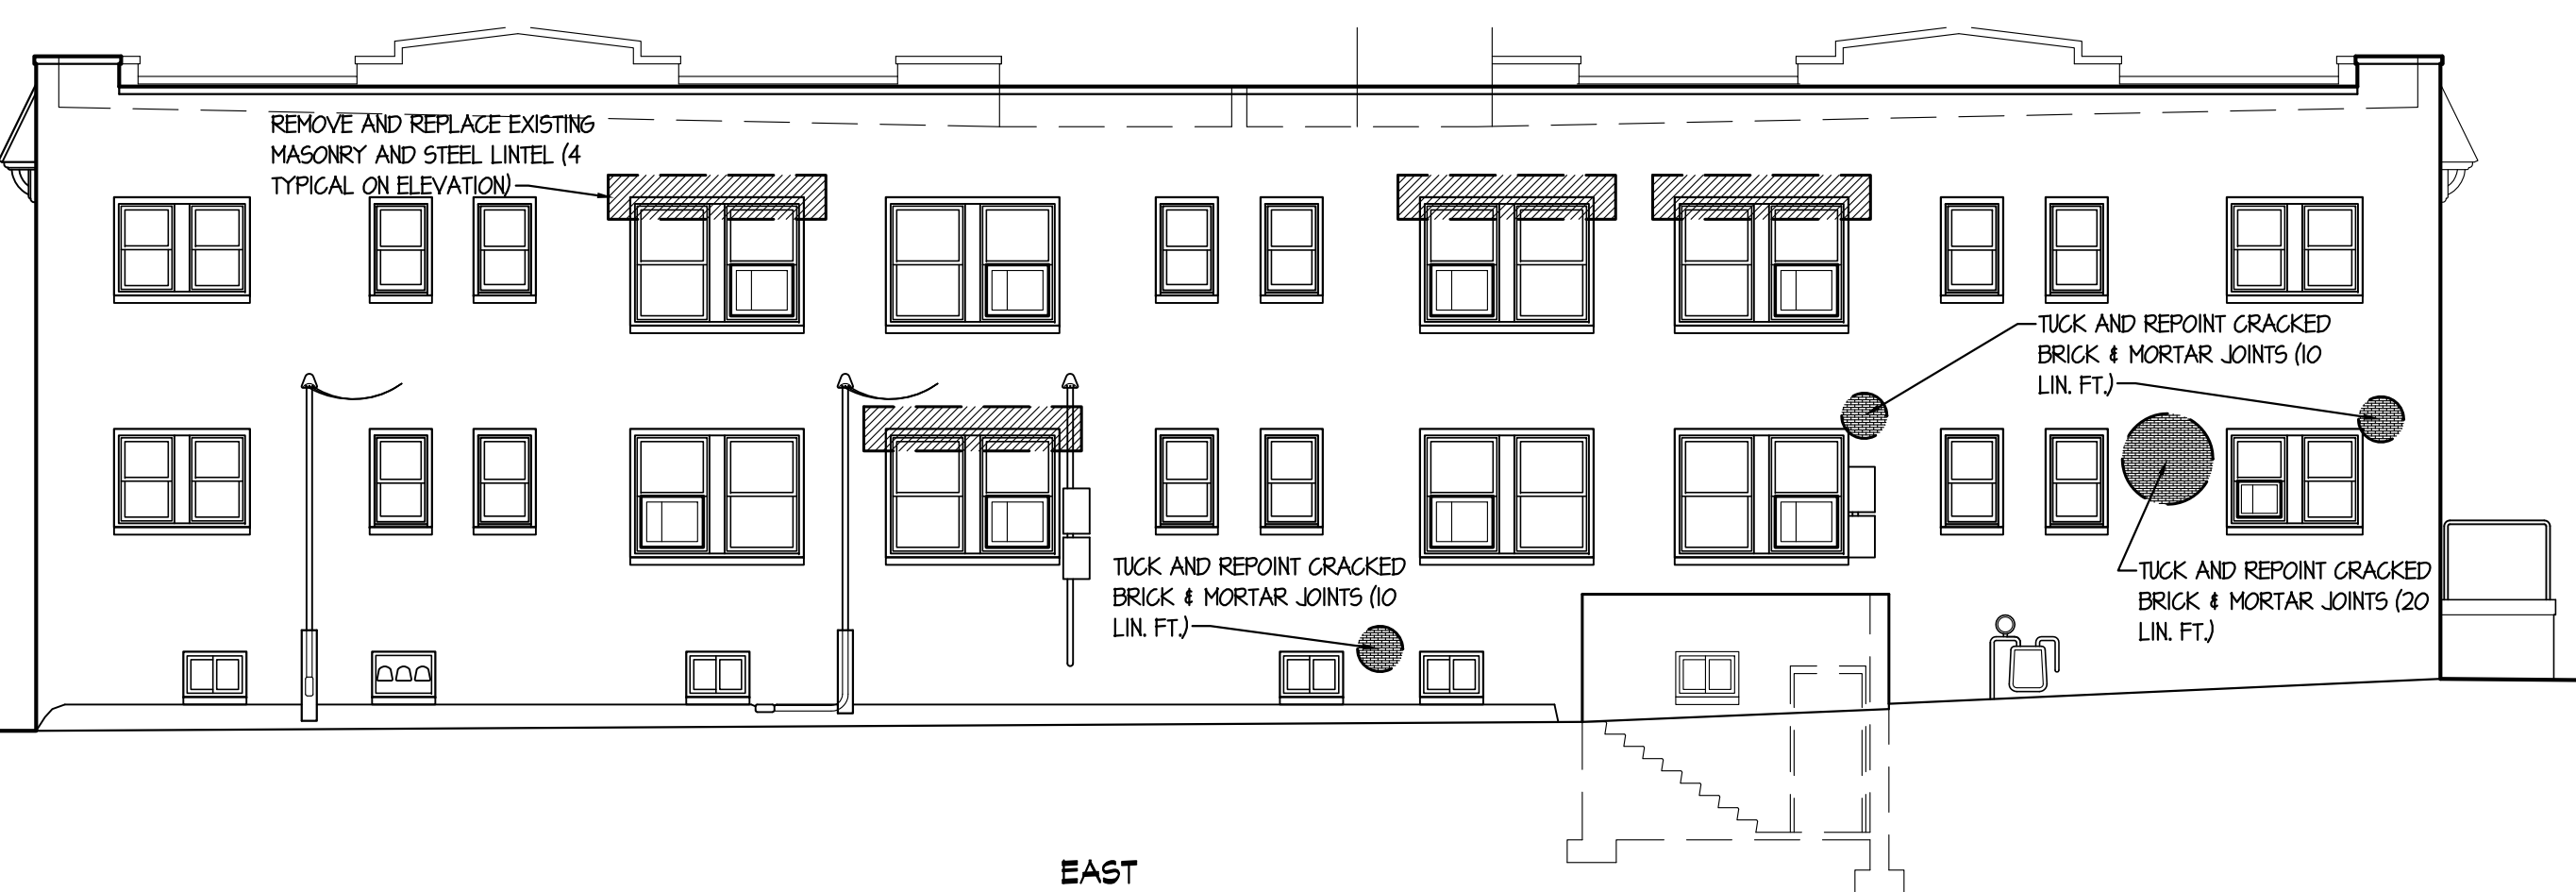 REMOVE AND REPLACE EXISTING
MASONRY AND STEEL LINTEL (4
TYPICAL ON ELEVATION)
TUCK AND REPOINT CRACKED
BRICK & MORTAR JOINTS (10
LIN. FT.)
TUCK AND REPOINT CRACKED
BRICK & MORTAR JOINTS (10
LIN. FT.)
TUCK AND REPOINT CRACKED
BRICK & MORTAR JOINTS (20
LIN. FT.)
EAST